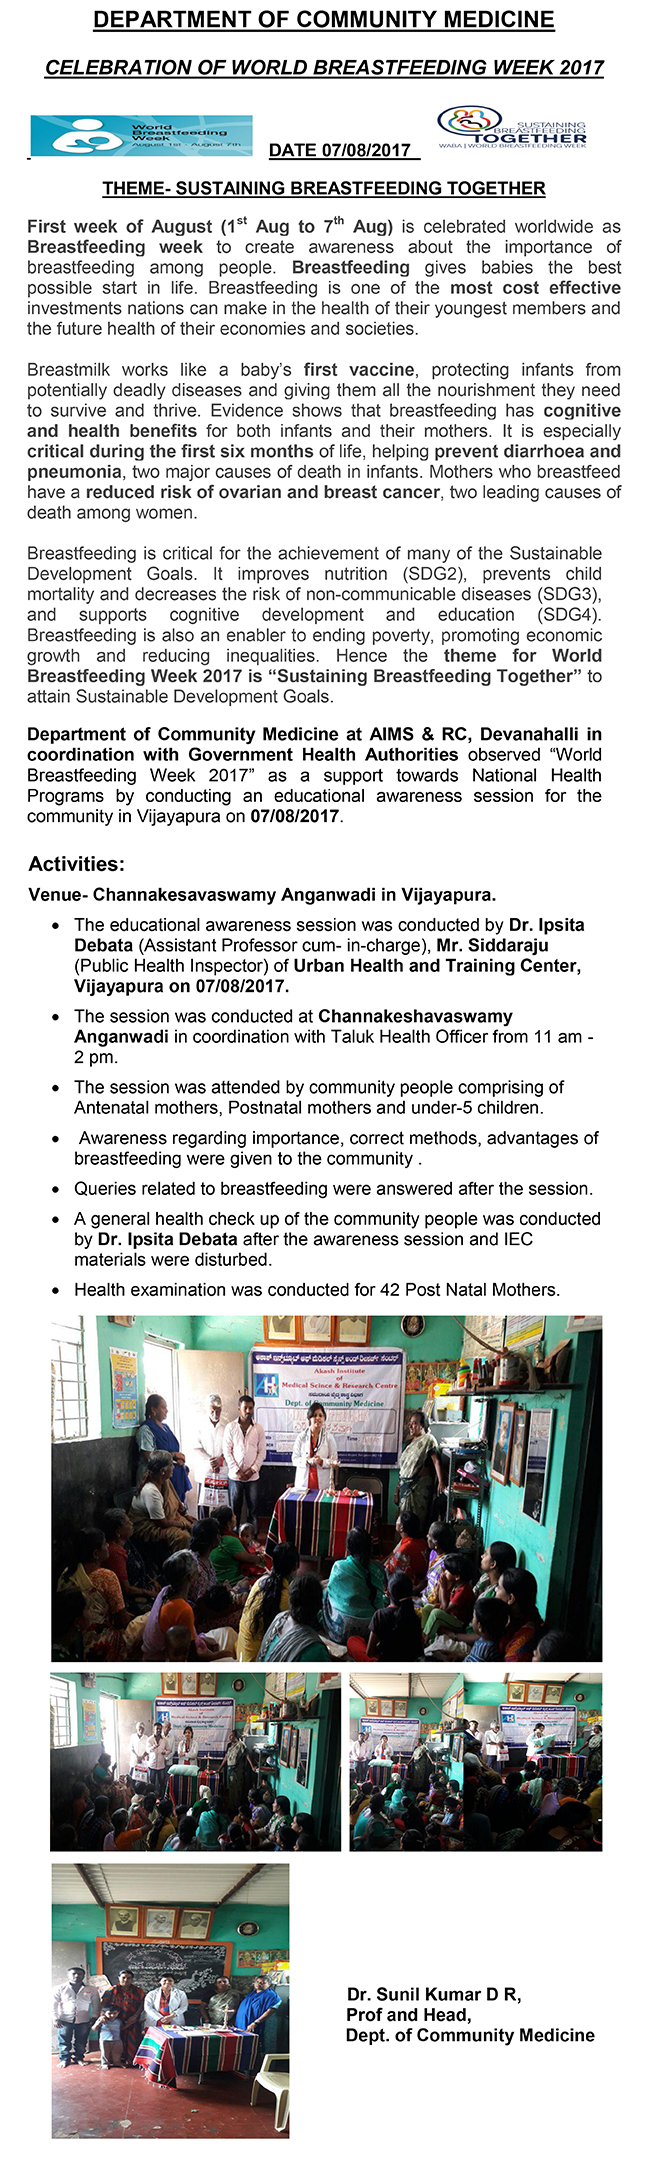 DEPARTMENT OF COMMUNITY MEDICINE
CELEBRATION OF WORLD BREASTFEEDING WEEK 2017
World
Breastfeeding
Week
August 1st - August 7th
DATE 07/08/2017
SUSTAINING
BREASTFEEDING
TOGETHER
WABA | WORLD BREASTFEEDING WEEK
THEME- SUSTAINING BREASTFEEDING TOGETHER
First week of August (1st Aug to 7th Aug) is celebrated worldwide as
Breastfeeding week to create awareness about the importance of
breastfeeding among people. Breastfeeding gives babies the best
possible start in life. Breastfeeding is one of the most cost effective
investments nations can make in the health of their youngest members and
the future health of their economies and societies.
Breastmilk works like a baby's first vaccine, protecting infants from
potentially deadly diseases and giving them all the nourishment they need
to survive and thrive. Evidence shows that breastfeeding has cognitive
and health benefits for both infants and their mothers. It is especially
critical during the first six months of life, helping prevent diarrhoea and
pneumonia, two major causes of death in infants. Mothers who breastfeed
have a reduced risk of ovarian and breast cancer, two leading causes of
death among women.
Breastfeeding is critical for the achievement of many of the Sustainable
Development Goals. It improves nutrition (SDG2), prevents child
mortality and decreases the risk of non-communicable diseases (SDG3),
and supports cognitive development and education (SDG4).
Breastfeeding is also an enabler to ending poverty, promoting economic
growth and reducing inequalities. Hence the theme for World
Breastfeeding Week 2017 is “Sustaining Breastfeeding Together” to
attain Sustainable Development Goals.
Department of Community Medicine at AIMS & RC, Devanahalli in
coordination with Government Health Authorities observed “World
Breastfeeding Week 2017” as a support towards National Health
Programs by conducting an educational awareness session for the
community in Vijayapura on 07/08/2017.
Activities:
Venue- Channakesavaswamy Anganwadi in Vijayapura.
• The educational awareness session was conducted by Dr. Ipsita
Debata (Assistant Professor cum- in-charge), Mr. Siddaraju
(Public Health Inspector) of Urban Health and Training Center,
Vijayapura on 07/08/2017.
• The session was conducted at Channakeshavaswamy
Anganwadi in coordination with Taluk Health Officer from 11 am -
2 pm.
• The session was attended by community people comprising of
Antenatal mothers, Postnatal mothers and under-5 children.
• Awareness regarding importance, correct methods, advantages of
breastfeeding were given to the community .
• Queries related to breastfeeding were answered after the session.
• A general health check up of the community people was conducted
by Dr. Ipsita Debata after the awareness session and IEC
materials were disturbed.
• Health examination was conducted for 42 Post Natal Mothers.
ಆಕಾಶ್ ಇನ್ಸ್ಟಿಟ್ಯೂಟ್ ಆಫ್ ಮೆಡಿಕಲ್ ಸೈನ್ಸ್ ಅಂಡ್ ರಿಸರ್ಚ್ ಸೆಂಟರ್
Akash Institute
of
Medical Scince & Research Centre
ಸಮುದಾಯ ವೈದ್ಯ ಶಾಸ್ತ್ರ ವಿಭಾಗ
Dept. of Community Medicine
Akash Institute
of
Medical Scince & Research Centre
Dept. of Community Medicine
Dr. Sunil Kumar D R,
Prof and Head,
Dept. of Community Medicine